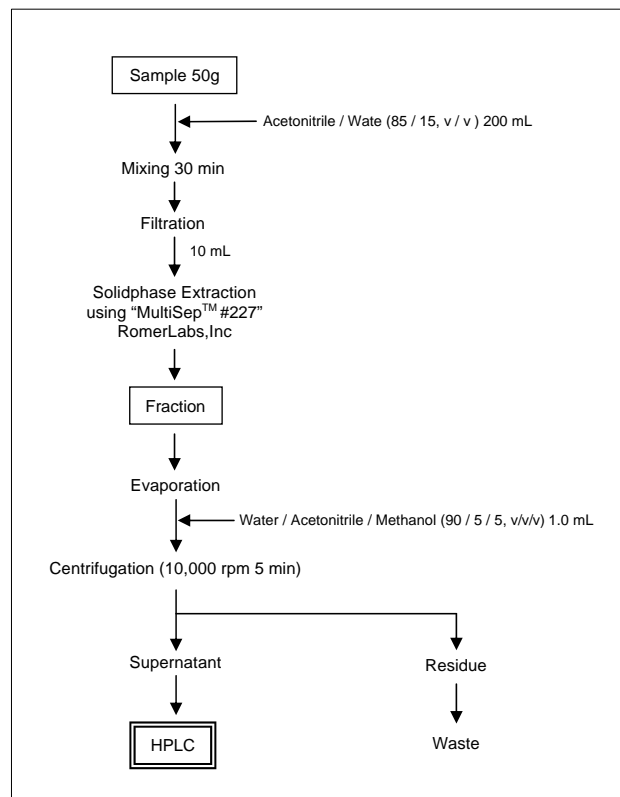 Sample 50g
Acetonitrile / Wate (85 / 15, v / v ) 200 mL
Mixing 30 min
Filtration
10 mL
Solidphase Extraction
using “MultiSep™ #227”
RomerLabs,Inc
Fraction
Evaporation
Water / Acetonitrile / Methanol (90 / 5 / 5, v/v/v) 1.0 mL
Centrifugation (10,000 rpm 5 min)
Supernatant
Residue
HPLC
Waste